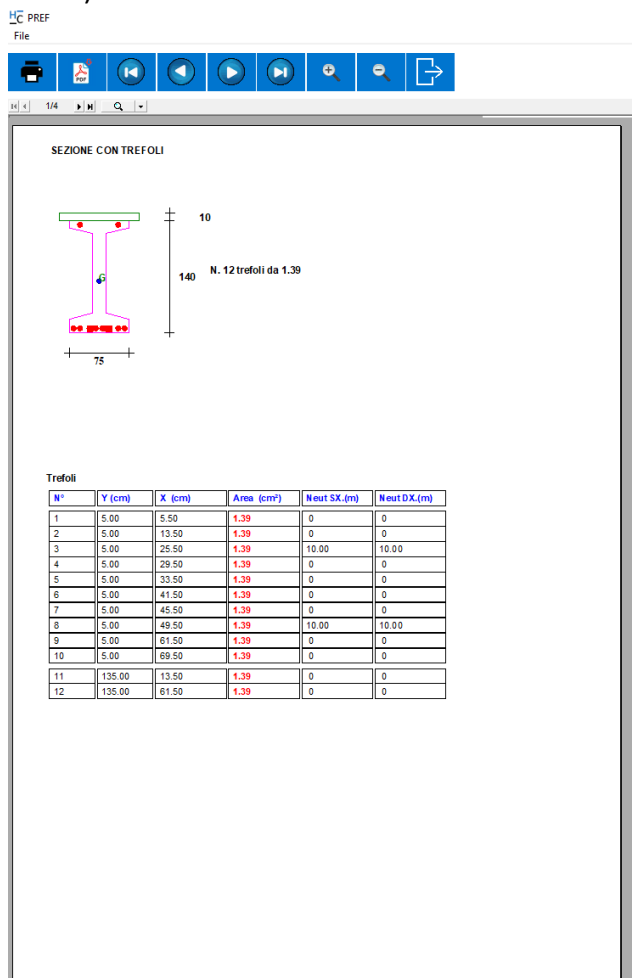 HC PREF
File
PDF
1/4
SEZIONE CON TREFOLI
10
140 N. 12 trefoli da 1.39
G
75
Trefoli
N° Y (cm) X (cm) Area (cm²) Neut SX.(m) Neut DX.(m)
1 5.00 5.50 1.39 0 0
2 5.00 13.50 1.39 0 0
3 5.00 25.50 1.39 10.00 10.00
4 5.00 29.50 1.39 0 0
5 5.00 33.50 1.39 0 0
6 5.00 41.50 1.39 0 0
7 5.00 45.50 1.39 0 0
8 5.00 49.50 1.39 10.00 10.00
9 5.00 61.50 1.39 0 0
10 5.00 69.50 1.39 0 0
11 135.00 13.50 1.39 0 0
12 135.00 61.50 1.39 0 0